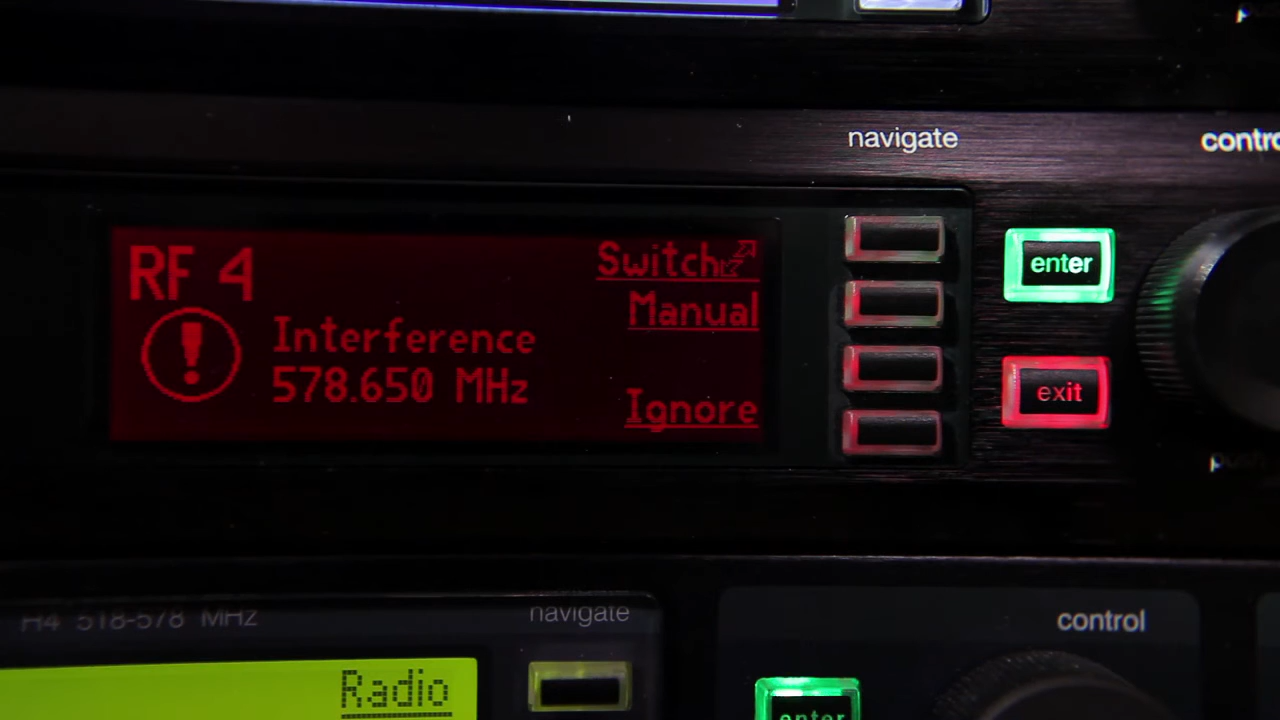 navigate
RF 4
Switch
Manual
Interference
578.650 MHz
Ignore
enter
exit
H4 518-578 MHz
navigate
control
Radio
enter